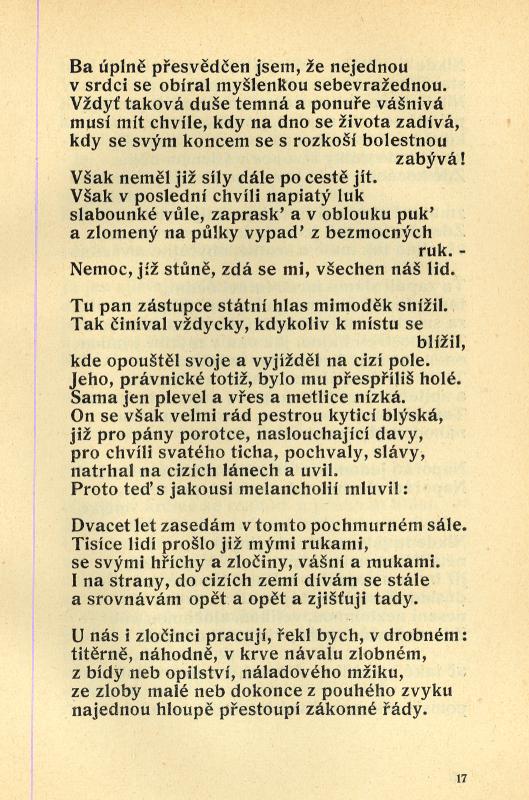 Ba úplně přesvědčen jsem, že nejednou
v srdci se obíral myšlenkou sebevražednou.
Vždyť taková duše temná a ponuře vášnivá
musí mít chvíle, kdy na dno se života zadívá,
kdy se svým koncem se s rozkoší bolestnou
zabývá!
Však neměl již síly dále po cestě jít.
Však v poslední chvíli napiatý luk
slabounké vůle, zaprask’ a v oblouku puk’
a zlomený na půlky vypad’ z bezmocných
ruk. -
Nemoc, jíž stůně, zdá se mi, všechen náš lid.
Tu pan zástupce státní hlas mimoděk snížil.
Tak činíval vždycky, kdykoliv k místu se
blížil,
kde opouštěl svoje a vyjížděl na cizí pole.
Jeho, právnické totiž, bylo mu přespříliš holé.
Sama jen plevel a vřes a metlice nízká.
On se však velmi rád pestrou kyticí blýská,
již pro pány porotce, naslouchající davy,
pro chvíli svatého ticha, pochvaly, slávy,
natrhal na cizích lánech a uvil.
Proto teď s jakousi melancholií mluvil:
Dvacet let zasedám v tomto pochmurném sále.
Tisíce lidí prošlo již mými rukami,
se svými hříchy a zločiny, vášní a mukami.
I na strany, do cizích zemí dívám se stále
a srovnávám opět a opět a zjišťuji tady.
U nás i zločinci pracují, řekl bych, v drobném:
titěrně, náhodně, v krve návalu zlobném,
z bídy neb opilství, náladového mžiku,
ze zloby malé neb dokonce z pouhého zvyku
najednou hloupě přestoupí zákonné řády.
17